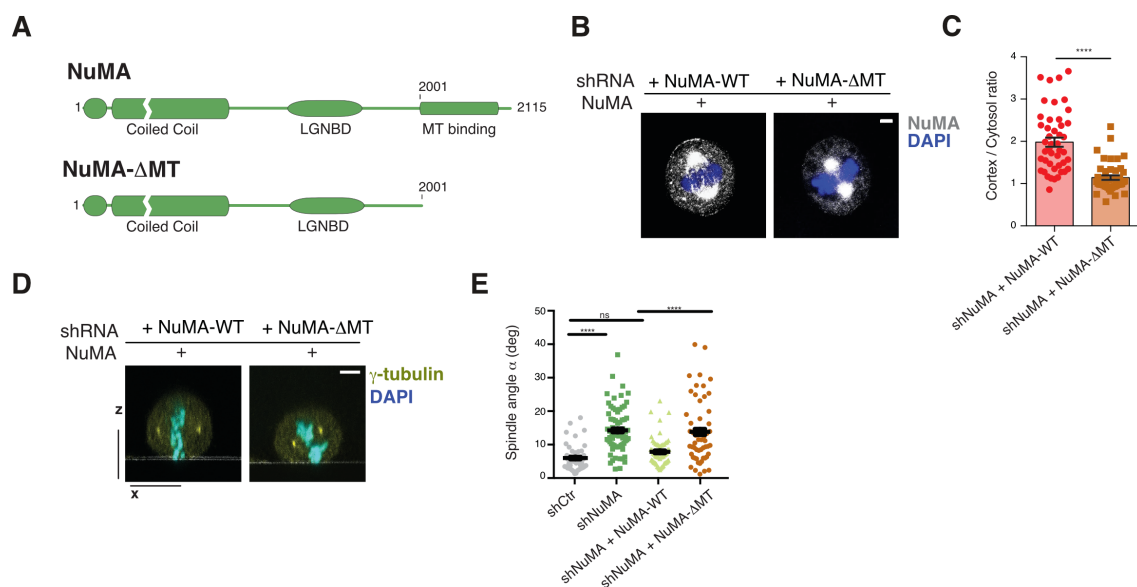 A
NuMA
1
2001
2115
Coiled Coil
LGNBD
MT binding
NuMA-ΔMT
1
2001
Coiled Coil
LGNBD
B
shRNA + NuMA-WT + NuMA-ΔMT
NuMA + +
NuMA
DAPI
C
Cortex / Cytosol ratio
4
3
2
1
0
****
shNuMA + NuMA-WT
shNuMA + NuMA-ΔMT
D
shRNA + NuMA-WT + NuMA-ΔMT
NuMA + +
γ-tubulin
DAPI
z
x
E
Spindle angle α (deg)
50
40
30
20
10
0
ns
****
****
shCtr
shNuMA
shNuMA + NuMA-WT
shNuMA + NuMA-ΔMT